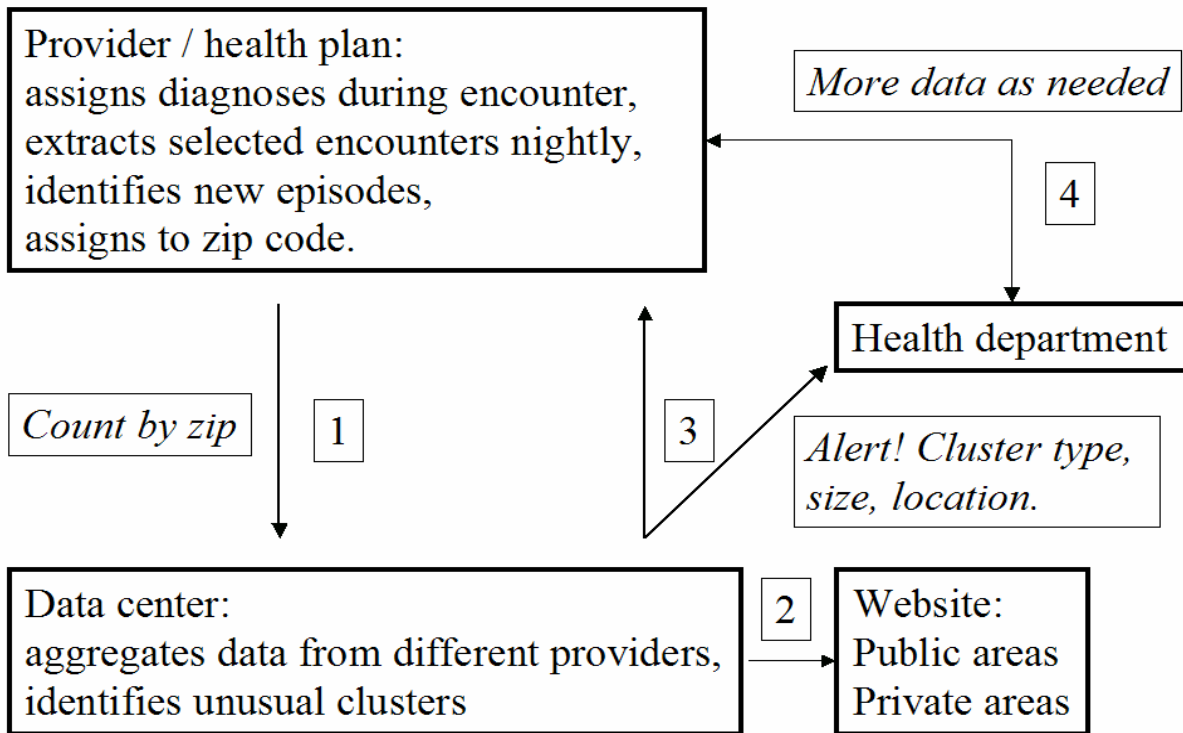 Provider / health plan:
assigns diagnoses during encounter,
extracts selected encounters nightly,
identifies new episodes,
assigns to zip code.
More data as needed
4
Health department
Count by zip
1
3
Alert! Cluster type,
size, location.
Data center:
aggregates data from different providers,
identifies unusual clusters
2
Website:
Public areas
Private areas